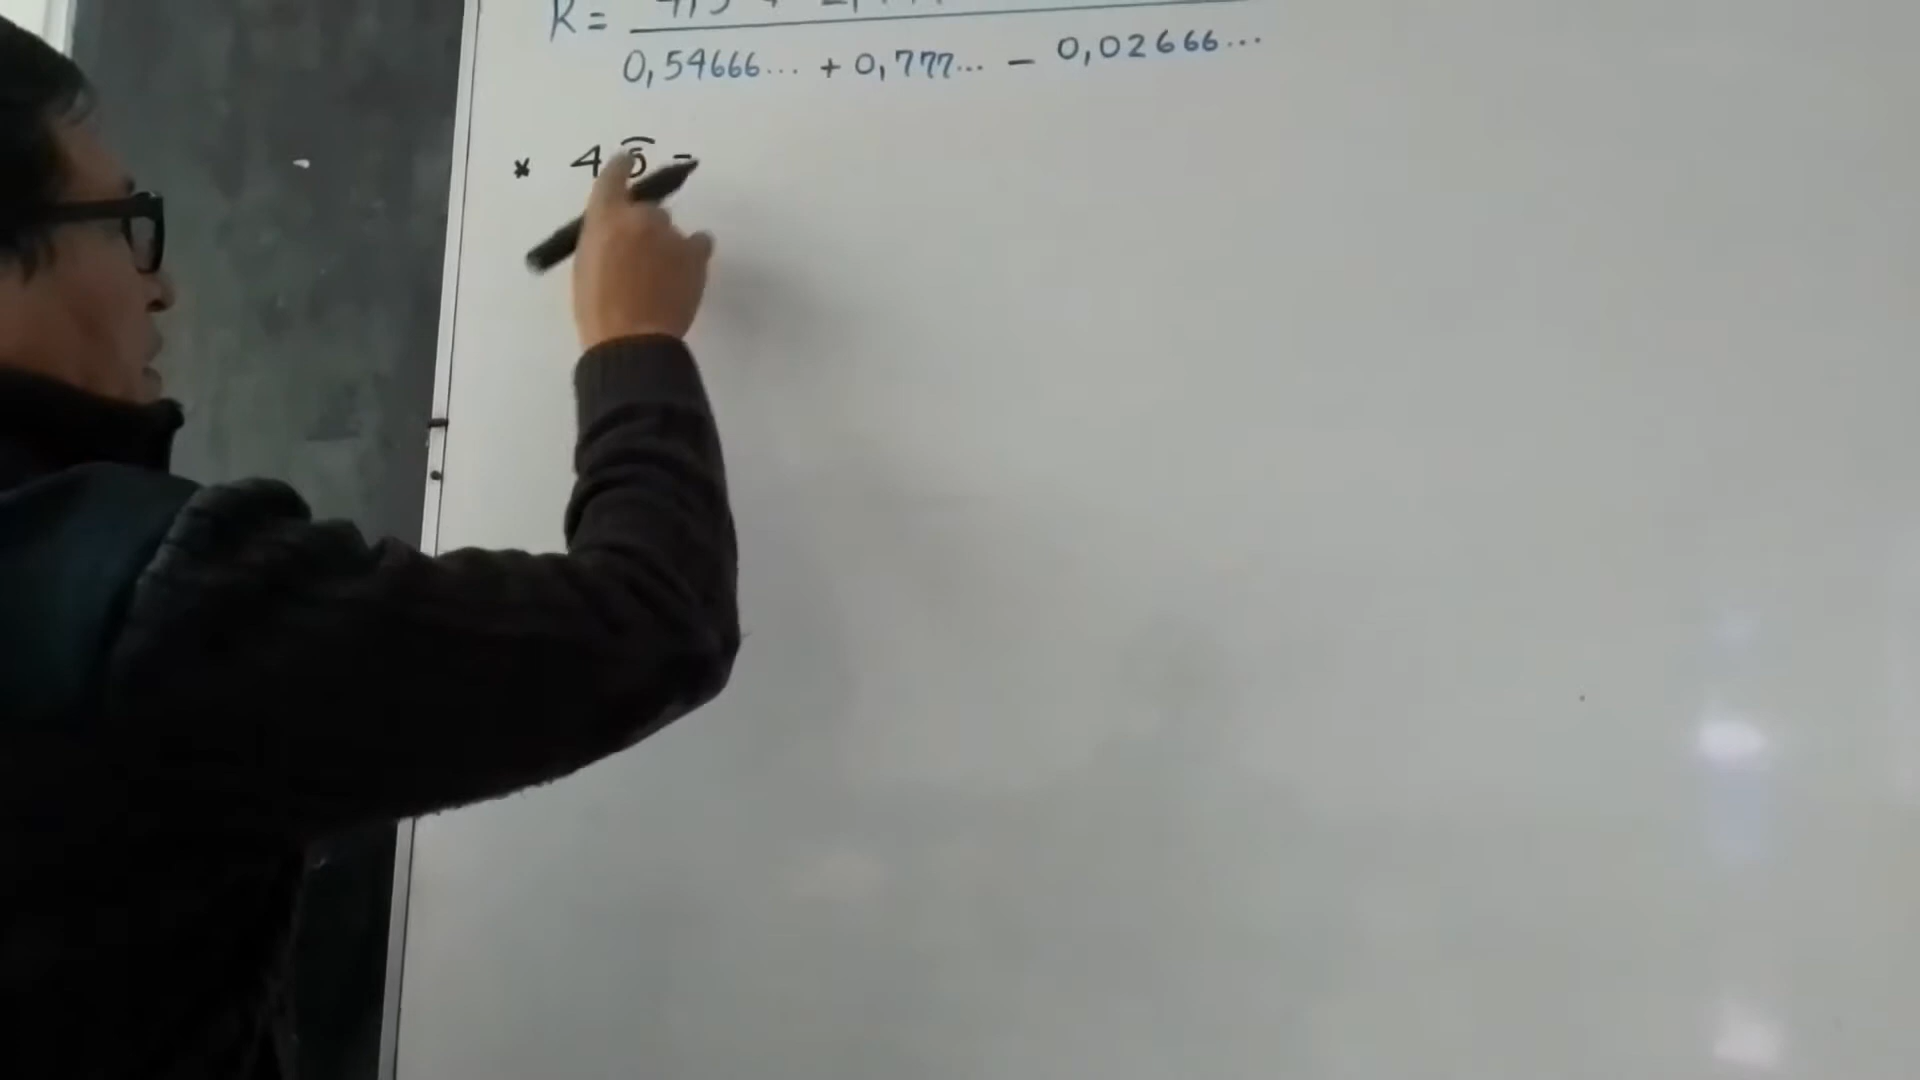 R =
0,54666... + 0,777... - 0,02666...
* 4,5̂ =